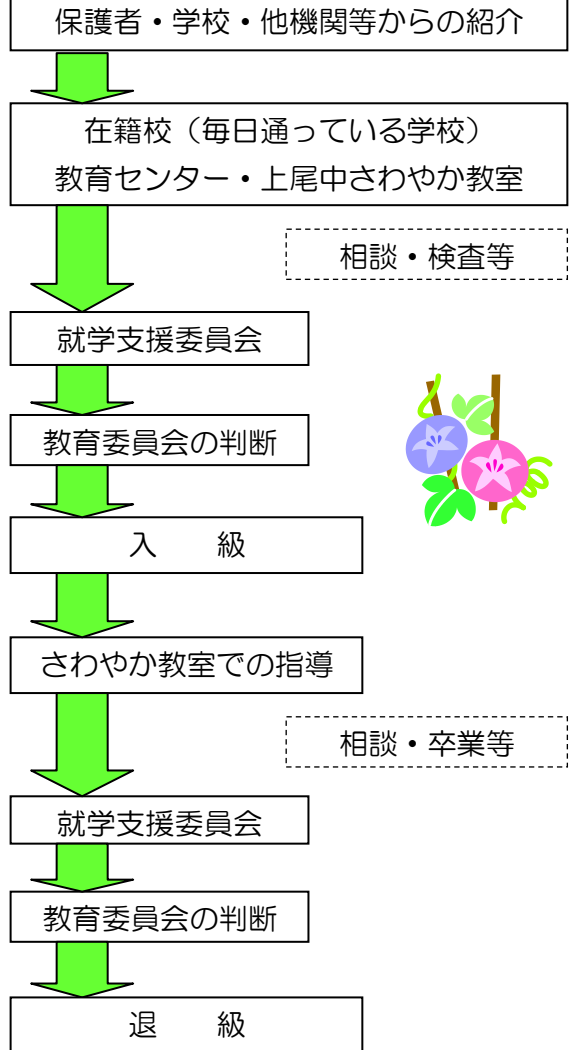 保護者・学校・他機関等からの紹介
在籍校（毎日通っている学校）
教育センター・上尾中さわやか教室
相談・検査等
就学支援委員会
教育委員会の判断
入　　級
さわやか教室での指導
相談・卒業等
就学支援委員会
教育委員会の判断
退　　級